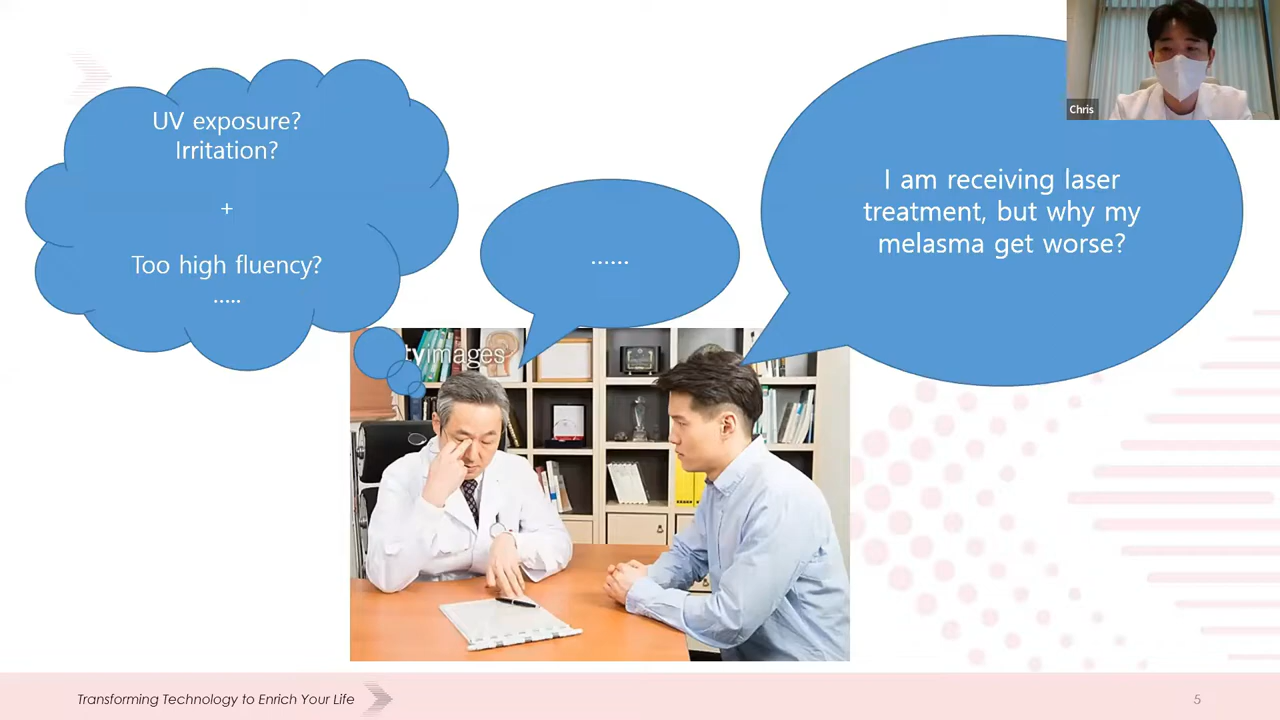 UV exposure?
Irritation?
+
Too high fluency?
.....
......
I am receiving laser
treatment, but why my
melasma get worse?
Chris
tvimages
Transforming Technology to Enrich Your Life
5